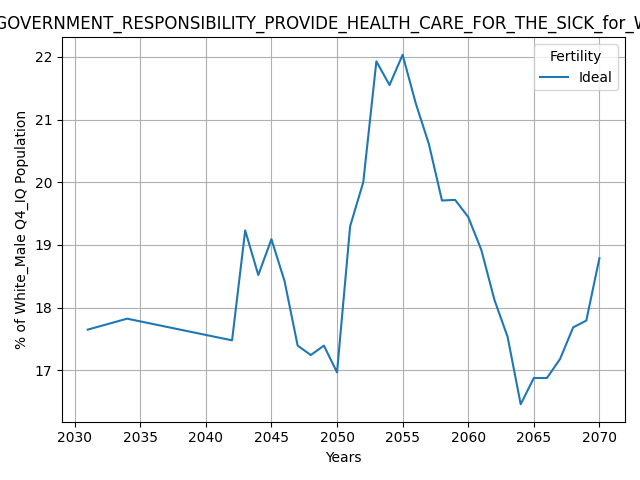 GOVERNMENT_RESPONSIBILITY_PROVIDE_HEALTH_CARE_FOR_THE_SICK_for_W
Fertility
Ideal
22
21
20
19
18
17
% of White_Male Q4_IQ Population
2030 2035 2040 2045 2050 2055 2060 2065 2070
Years